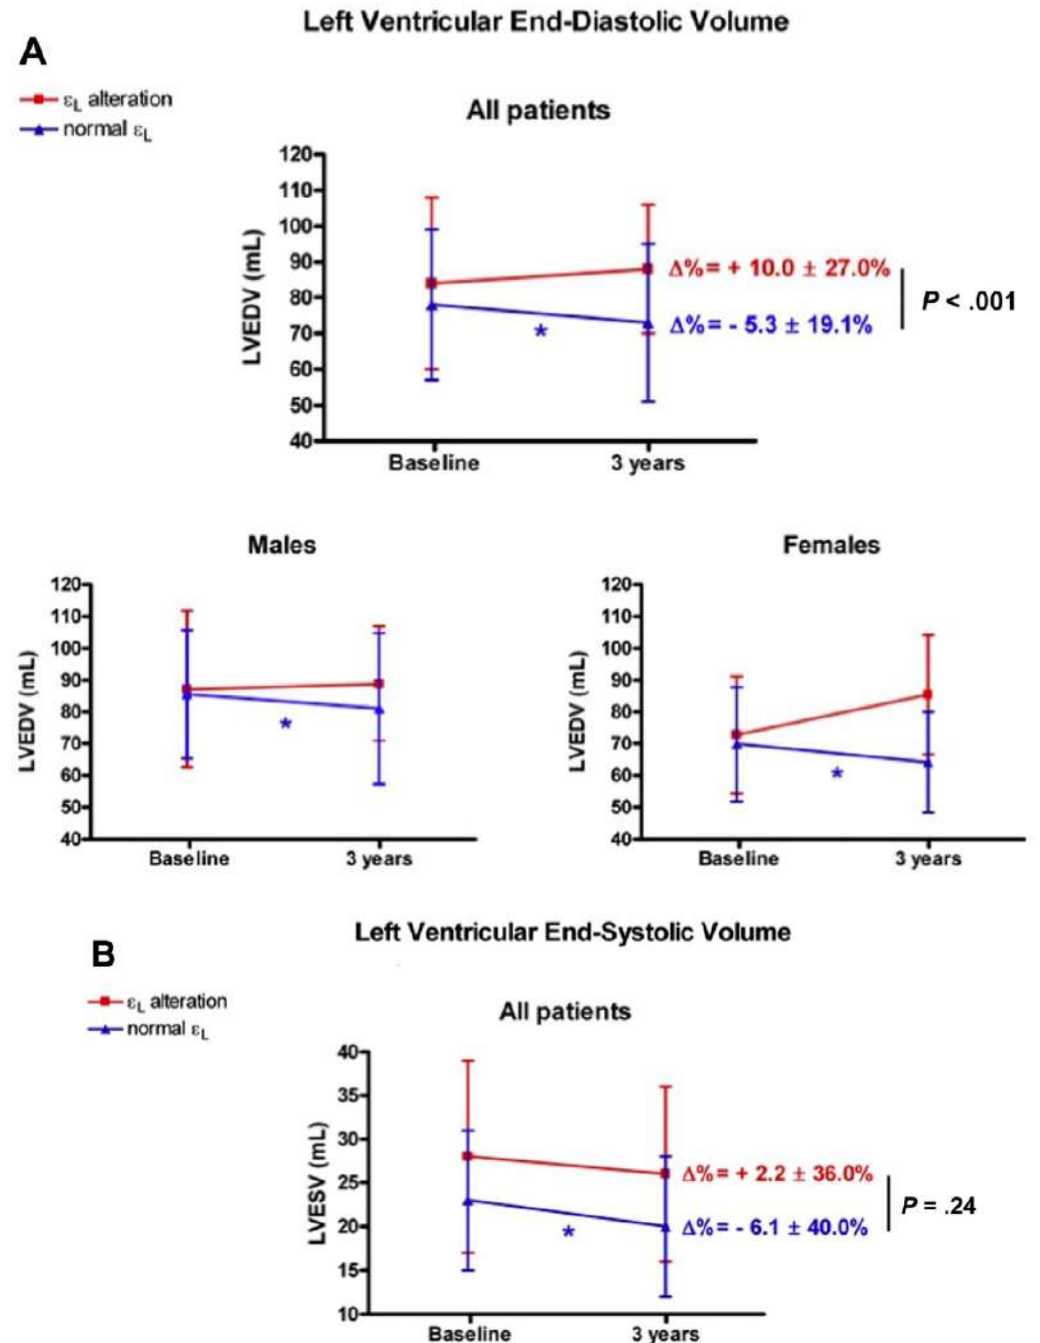 Left Ventricular End-Diastolic Volume
A
εL alteration
normal εL
All patients
LVEDV (mL)
120
110
100
90
80
70
60
50
40
Δ%= + 10.0 ± 27.0%
Δ%= - 5.3 ± 19.1%
P < .001
*
Baseline 3 years
Males
LVEDV (mL)
120
110
100
90
80
70
60
50
40
*
Baseline 3 years
Females
LVEDV (mL)
120
110
100
90
80
70
60
50
40
*
Baseline 3 years
Left Ventricular End-Systolic Volume
B
εL alteration
normal εL
All patients
LVESV (mL)
40
35
30
25
20
15
10
Δ%= + 2.2 ± 36.0%
Δ%= - 6.1 ± 40.0%
P = .24
*
Baseline 3 years